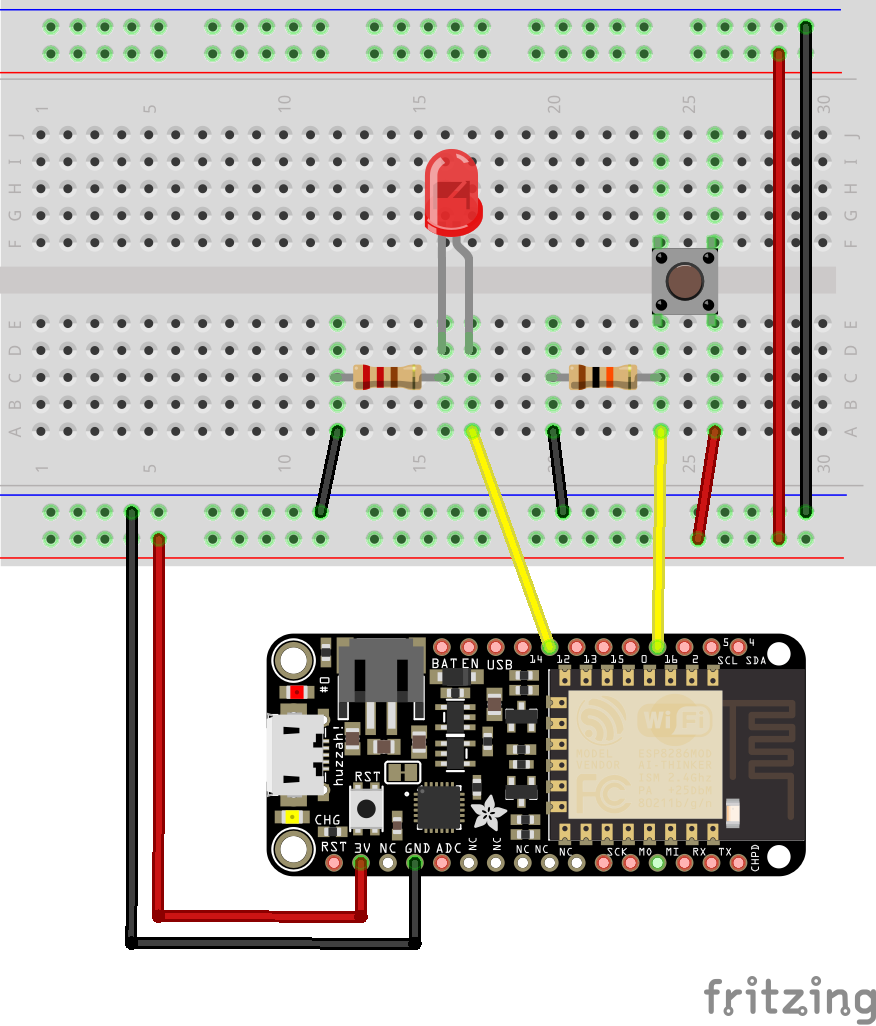 1 5 10 15 20 25 30
J J
I I
H H
G G
F F
E E
D D
C C
B B
A A
1 5 10 15 20 25 30
BAT EN USB 14 12 13 15 0 16 2 5 4
SCL SDA
#0
huzzah!
WiFi
FC
RST
CHG
RST 3V NC GND ADC NC NC NC NC NC SCK MO MI RX TX CHPD
fritzing